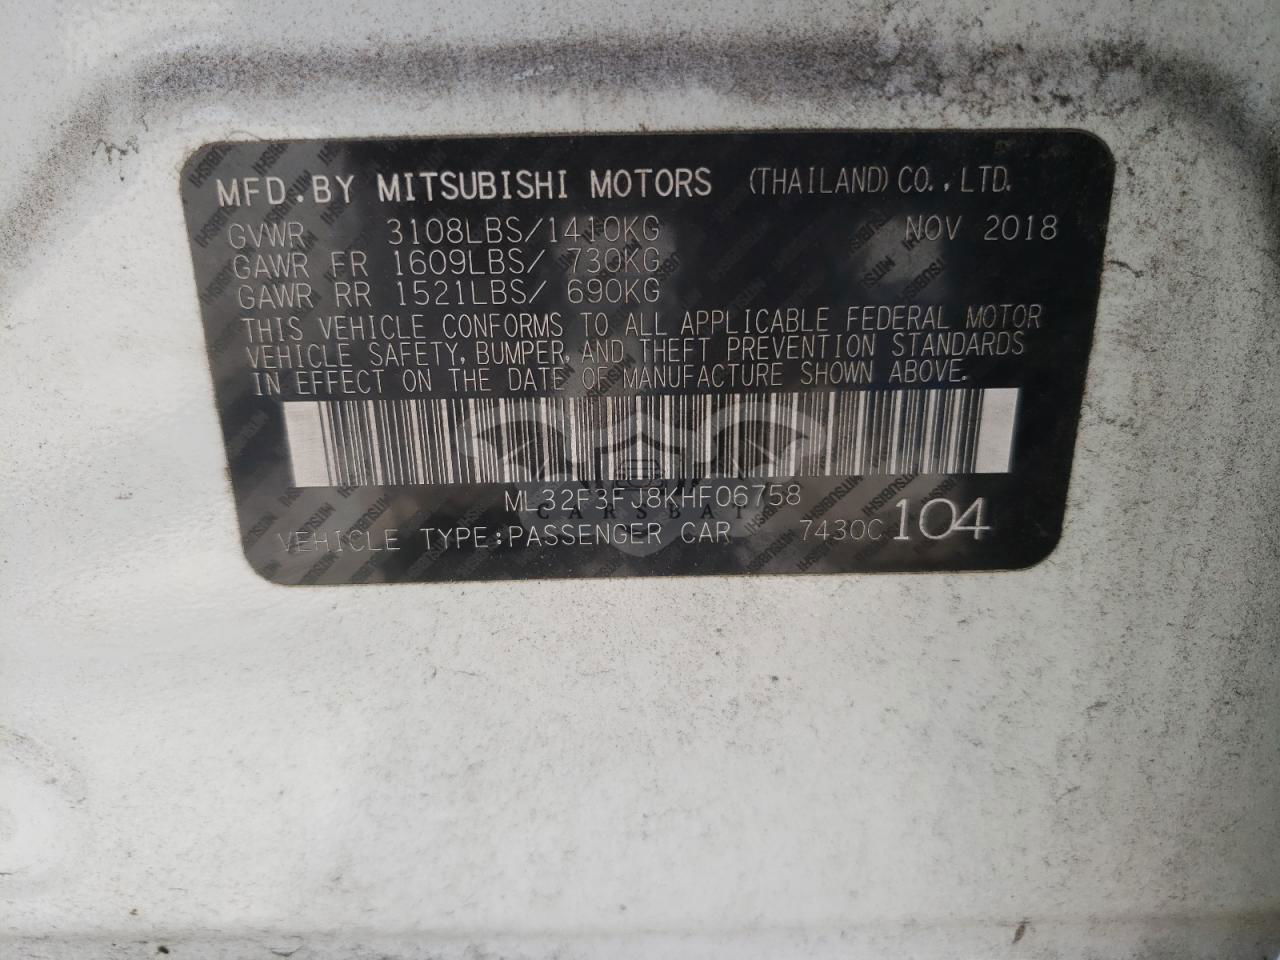 MFD.BY MITSUBISHI MOTORS (THAILAND)CO.,LTD.
GVWR 3108LBS/1410KG NOV 2018
GAWR FR 1609LBS/ 730KG
GAWR RR 1521LBS/ 690KG
THIS VEHICLE CONFORMS TO ALL APPLICABLE FEDERAL MOTOR
VEHICLE SAFETY, BUMPER, AND THEFT PREVENTION STANDARDS
IN EFFECT ON THE DATE OF MANUFACTURE SHOWN ABOVE.
ML32F3FJ8KHF06758
CARSBAT
VEHICLE TYPE:PASSENGER CAR 7430C 104